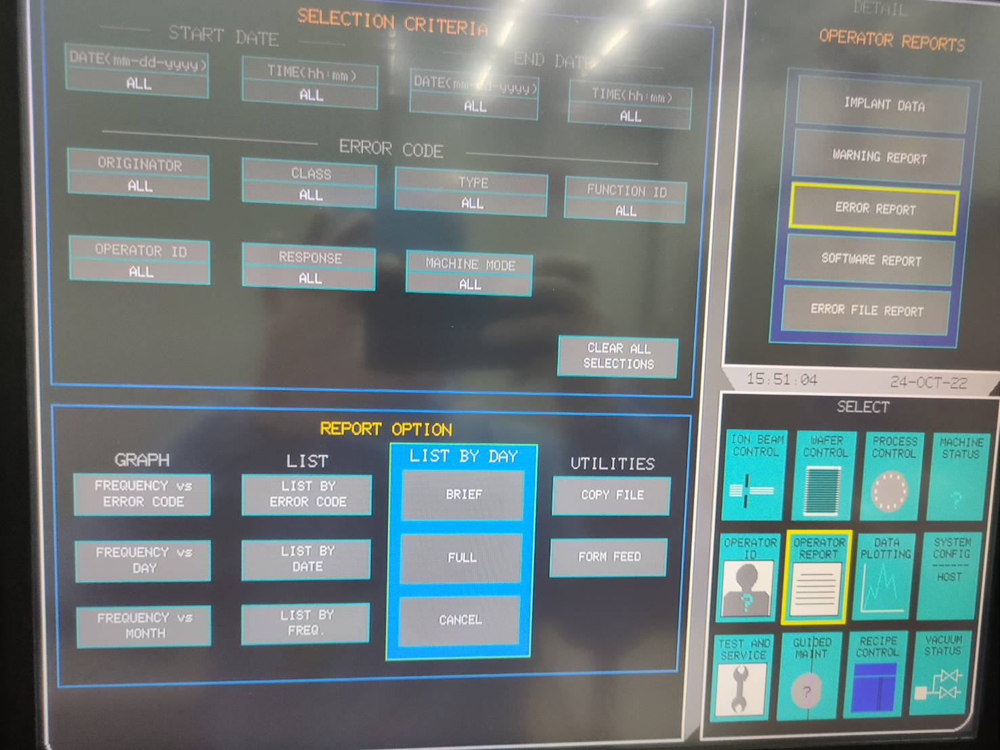 SELECTION CRITERIA
START DATE
END DATE
DATE(mm-dd-yyyy)
ALL
TIME(hh:mm)
ALL
DATE(mm-dd-yyyy)
ALL
TIME(hh:mm)
ALL
ERROR CODE
ORIGINATOR
ALL
CLASS
ALL
TYPE
ALL
FUNCTION ID
ALL
OPERATOR ID
ALL
RESPONSE
ALL
MACHINE MODE
ALL
CLEAR ALL
SELECTIONS
REPORT OPTION
GRAPH
FREQUENCY vs
ERROR CODE
FREQUENCY vs
DAY
FREQUENCY vs
MONTH
LIST
LIST BY
ERROR CODE
LIST BY
DATE
LIST BY
FREQ.
LIST BY DAY
BRIEF
FULL
CANCEL
UTILITIES
COPY FILE
FORM FEED
DETAIL
OPERATOR REPORTS
IMPLANT DATA
WARNING REPORT
ERROR REPORT
SOFTWARE REPORT
ERROR FILE REPORT
15:51:04 24-OCT-22
SELECT
ION BEAM
CONTROL
WAFER
CONTROL
PROCESS
CONTROL
MACHINE
STATUS
?
OPERATOR
ID
?
OPERATOR
REPORT
DATA
PLOTTING
SYSTEM
CONFIG
------
HOST
TEST AND
SERVICE
GUIDED
MAINT
?
RECIPE
CONTROL
VACUUM
STATUS